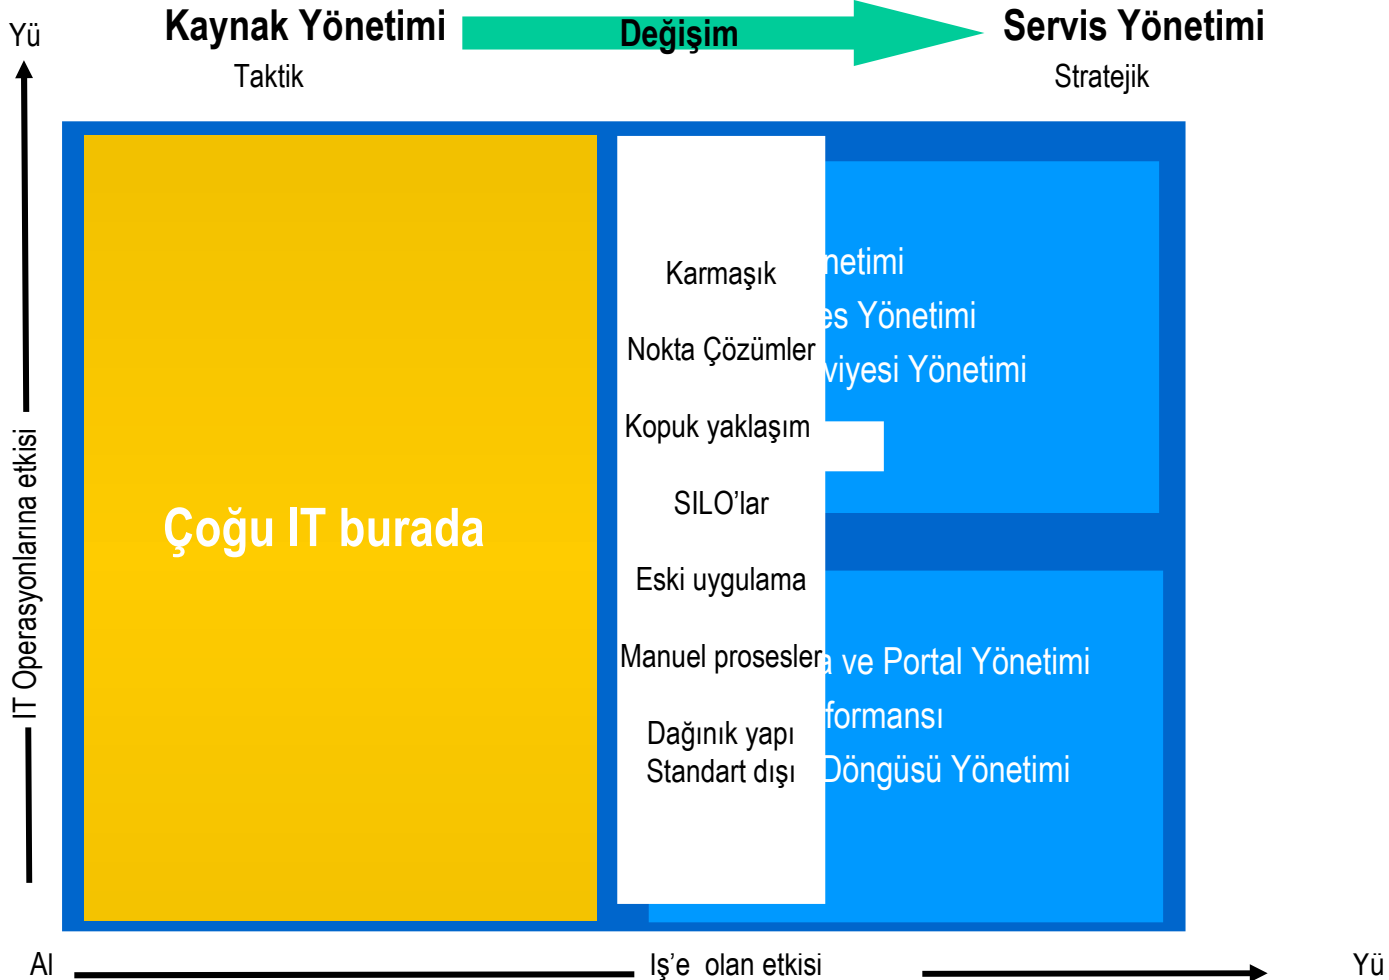 Yü
Kaynak Yönetimi
Değişim
Servis Yönetimi
Taktik
Stratejik
IT Operasyonlarına etkisi
Çoğu IT burada
Karmaşık
Nokta Çözümler
Kopuk yaklaşım
SILO’lar
Eski uygulama
Manuel prosesler
Dağınık yapı
Standart dışı
Yönetimi
viyesi Yönetimi
ve Portal Yönetimi
formansı
Döngüsü Yönetimi
Al
Iş’e olan etkisi
Yü